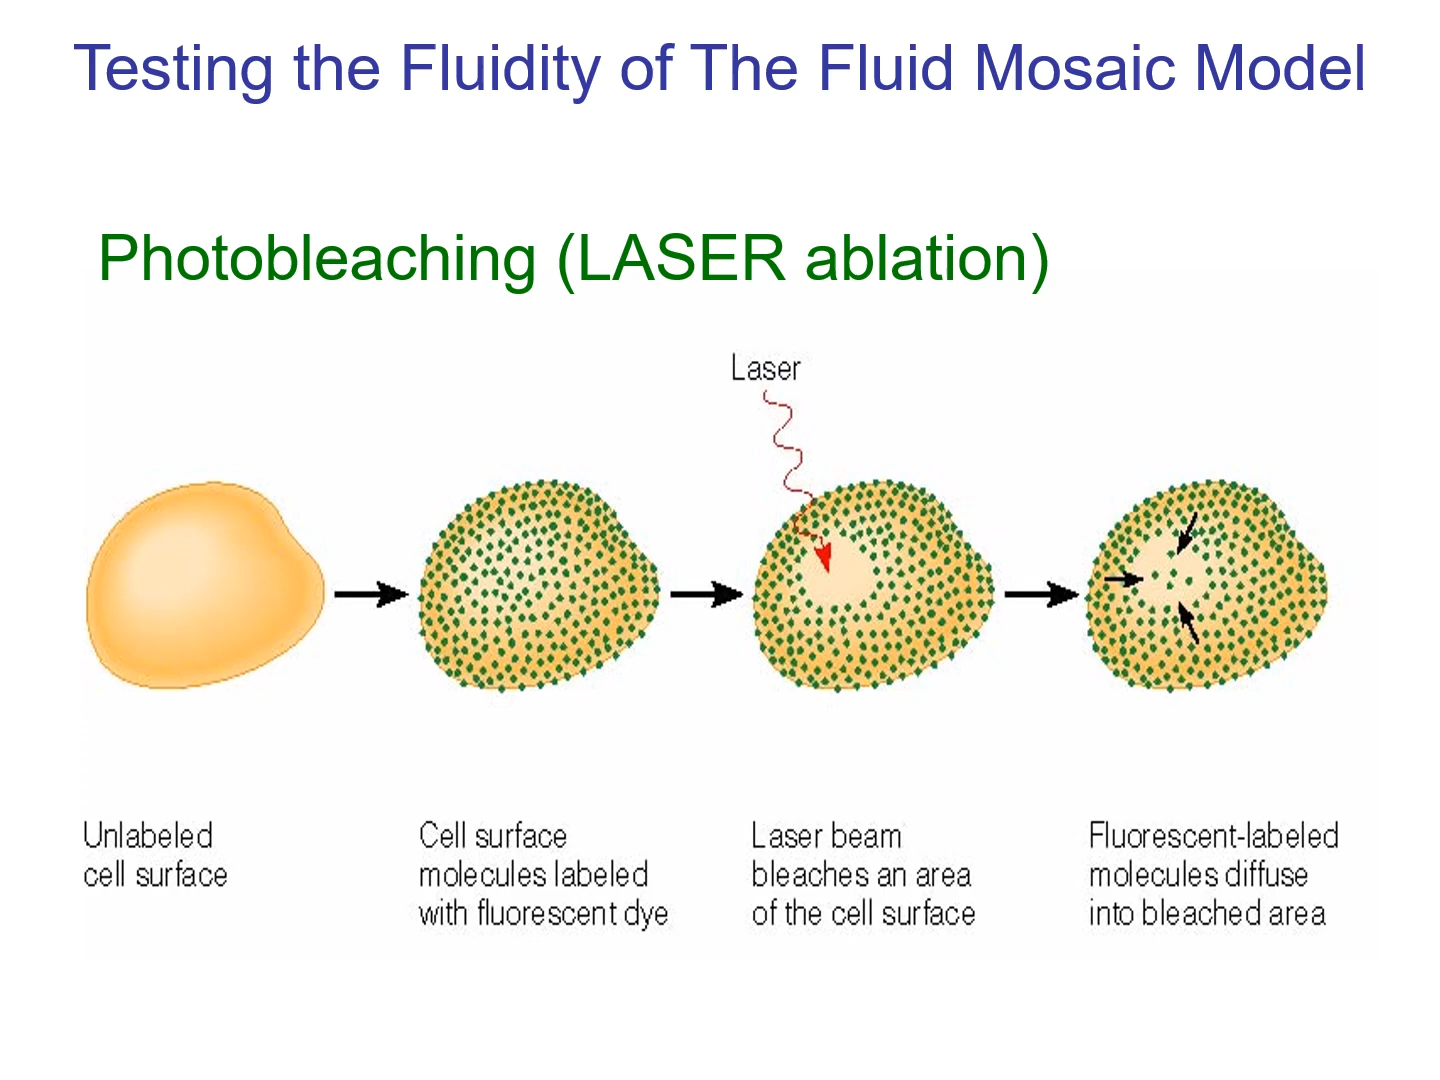 Testing the Fluidity of The Fluid Mosaic Model
Photobleaching (LASER ablation)
Laser
Unlabeled
cell surface
Cell surface
molecules labeled
with fluorescent dye
Laser beam
bleaches an area
of the cell surface
Fluorescent-labeled
molecules diffuse
into bleached area